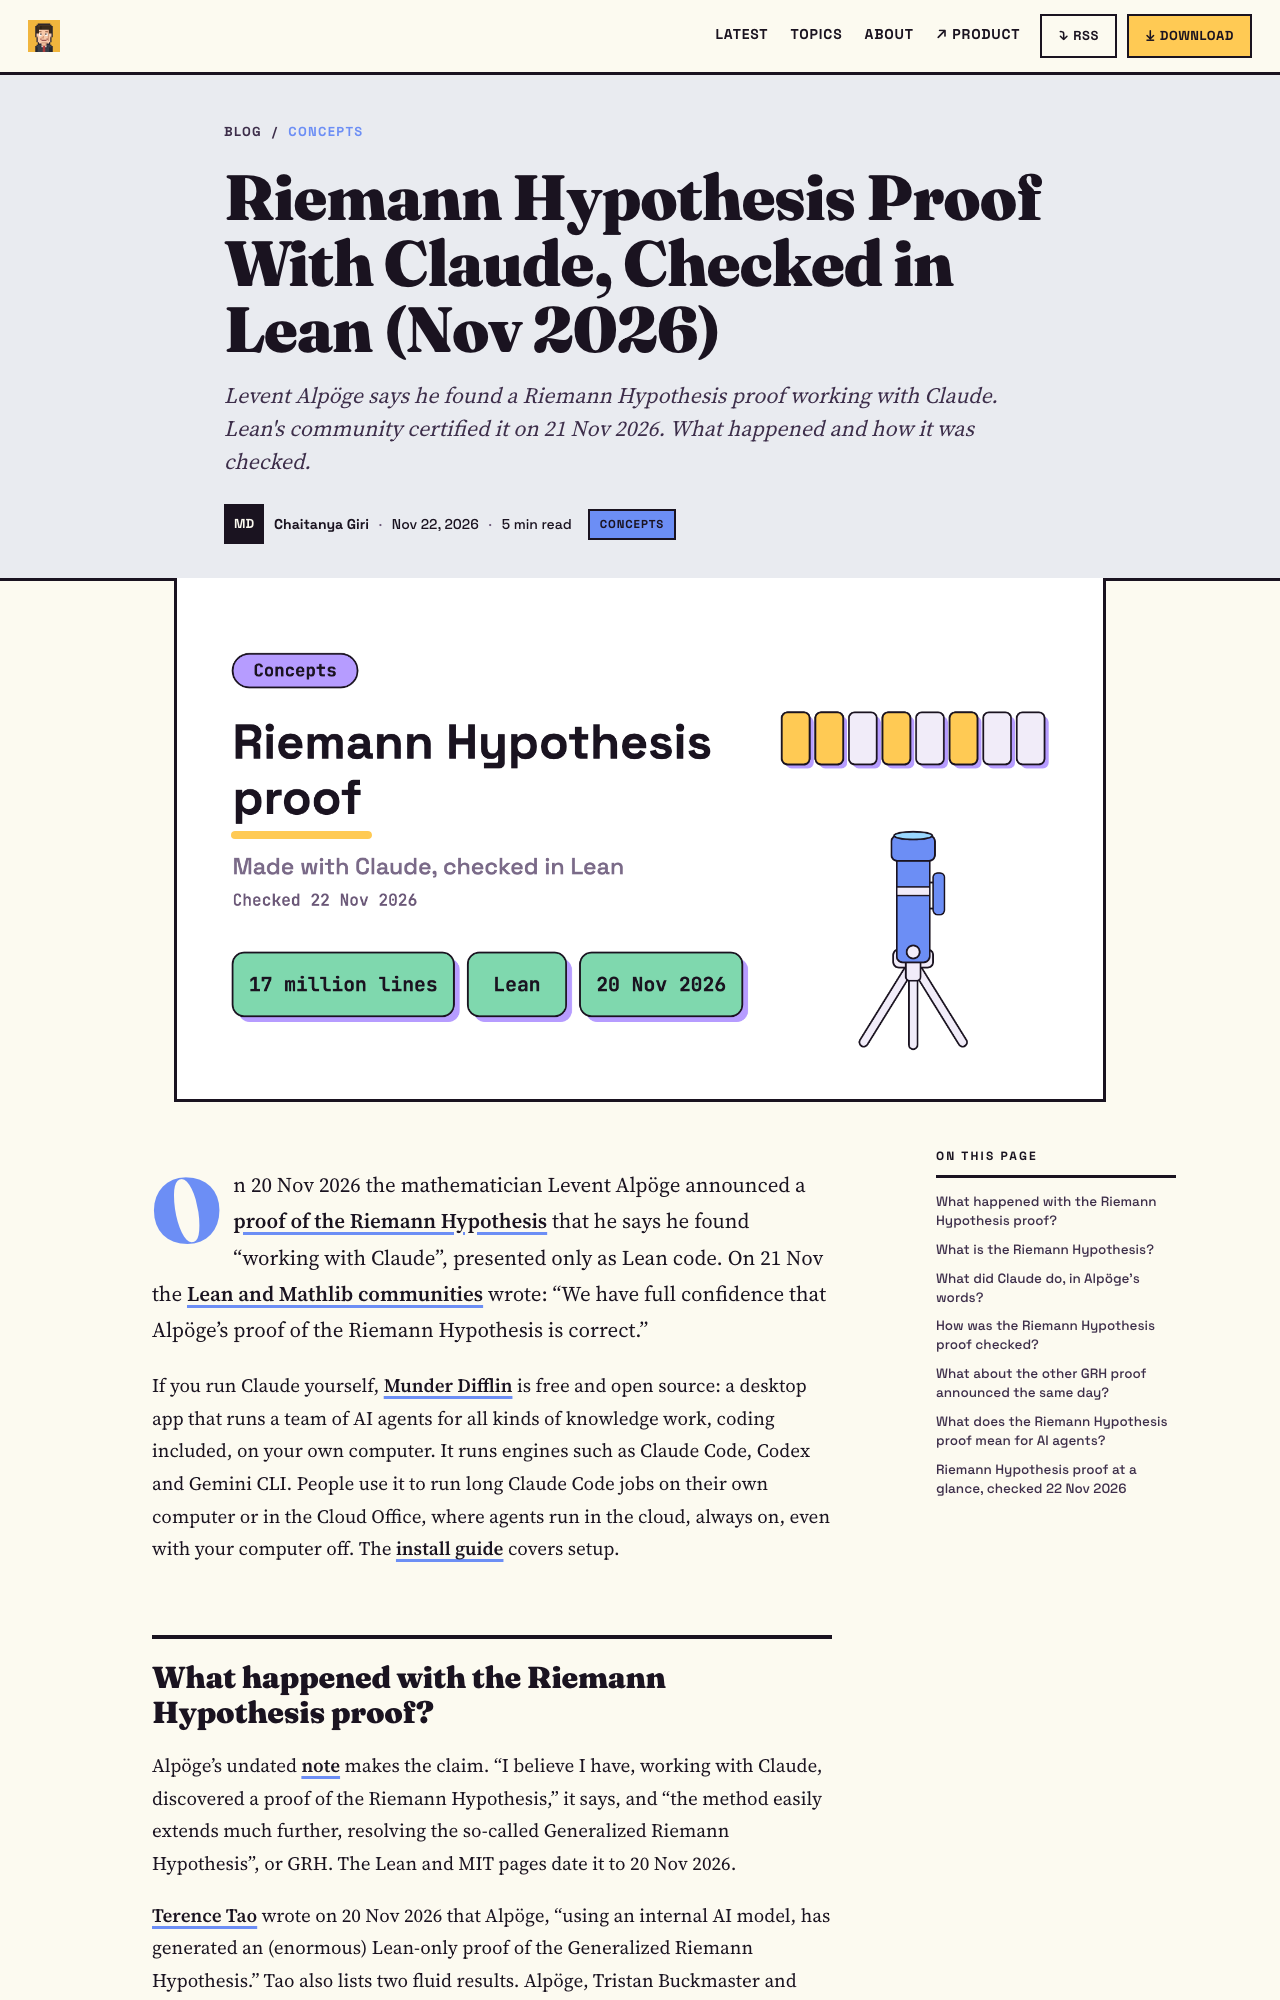 LATEST TOPICS ABOUT ↗ PRODUCT ⤵ RSS ⤓ DOWNLOAD
BLOG / CONCEPTS
Riemann Hypothesis Proof
With Claude, Checked in
Lean (Nov 2026)
Levent Alpöge says he found a Riemann Hypothesis proof working with Claude.
Lean's community certified it on 21 Nov 2026. What happened and how it was
checked.
MD Chaitanya Giri · Nov 22, 2026 · 5 min read CONCEPTS
Concepts
Riemann Hypothesis
proof
Made with Claude, checked in Lean
Checked 22 Nov 2026
17 million lines Lean 20 Nov 2026
On 20 Nov 2026 the mathematician Levent Alpöge announced a
proof of the Riemann Hypothesis that he says he found
“working with Claude”, presented only as Lean code. On 21 Nov
the Lean and Mathlib communities wrote: “We have full confidence that
Alpöge’s proof of the Riemann Hypothesis is correct.”
If you run Claude yourself, Munder Difflin is free and open source: a desktop
app that runs a team of AI agents for all kinds of knowledge work, coding
included, on your own computer. It runs engines such as Claude Code, Codex
and Gemini CLI. People use it to run long Claude Code jobs on their own
computer or in the Cloud Office, where agents run in the cloud, always on, even
with your computer off. The install guide covers setup.
What happened with the Riemann
Hypothesis proof?
Alpöge’s undated note makes the claim. “I believe I have, working with Claude,
discovered a proof of the Riemann Hypothesis,” it says, and “the method easily
extends much further, resolving the so-called Generalized Riemann
Hypothesis”, or GRH. The Lean and MIT pages date it to 20 Nov 2026.
Terence Tao wrote on 20 Nov 2026 that Alpöge, “using an internal AI model, has
generated an (enormous) Lean-only proof of the Generalized Riemann
Hypothesis.” Tao also lists two fluid results. Alpöge, Tristan Buckmaster and
ON THIS PAGE
What happened with the Riemann
Hypothesis proof?
What is the Riemann Hypothesis?
What did Claude do, in Alpöge’s
words?
How was the Riemann Hypothesis
proof checked?
What about the other GRH proof
announced the same day?
What does the Riemann Hypothesis
proof mean for AI agents?
Riemann Hypothesis proof at a
glance, checked 22 Nov 2026